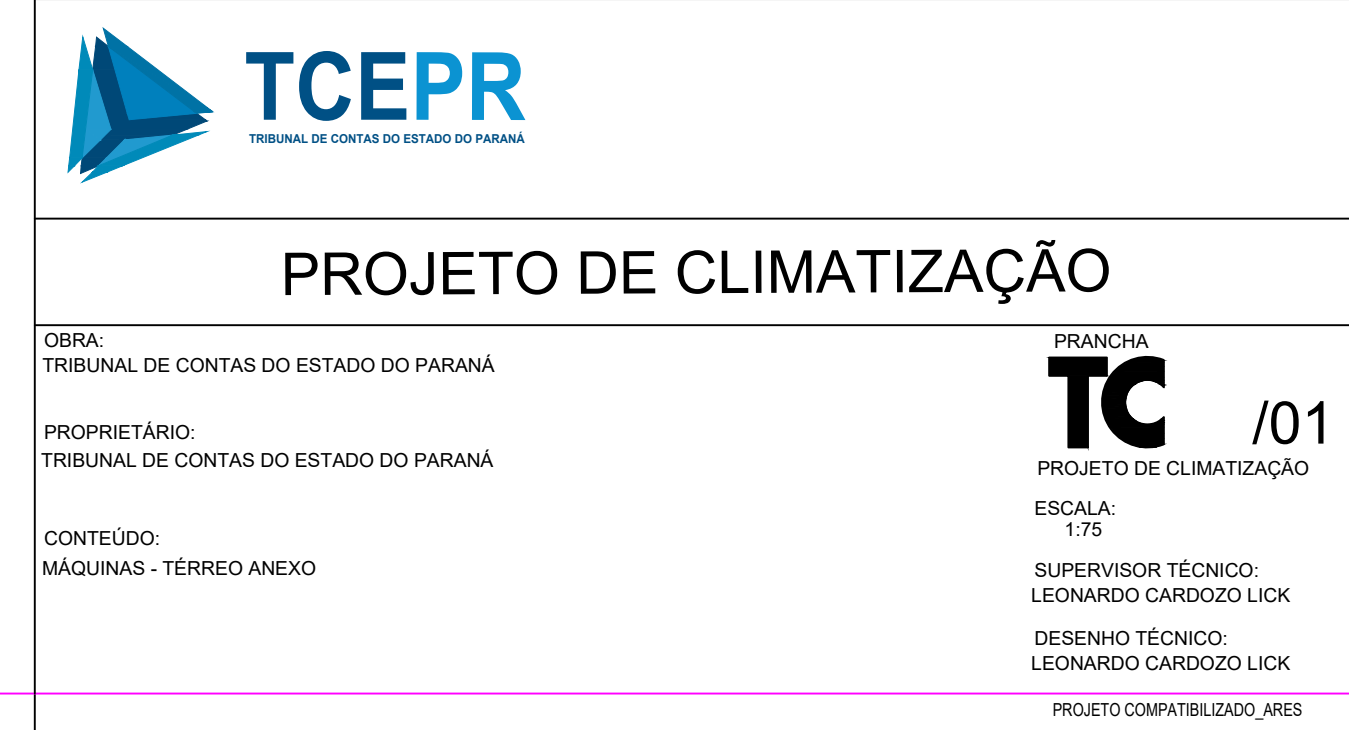 TCEPR
TRIBUNAL DE CONTAS DO ESTADO DO PARANÁ
PROJETO DE CLIMATIZAÇÃO
OBRA:
TRIBUNAL DE CONTAS DO ESTADO DO PARANÁ
PROPRIETÁRIO:
TRIBUNAL DE CONTAS DO ESTADO DO PARANÁ
CONTEÚDO:
MÁQUINAS - TÉRREO ANEXO
PRANCHA
TC /01
PROJETO DE CLIMATIZAÇÃO
ESCALA:
1:75
SUPERVISOR TÉCNICO:
LEONARDO CARDOZO LICK
DESENHO TÉCNICO:
LEONARDO CARDOZO LICK
PROJETO COMPATIBILIZADO_ARES